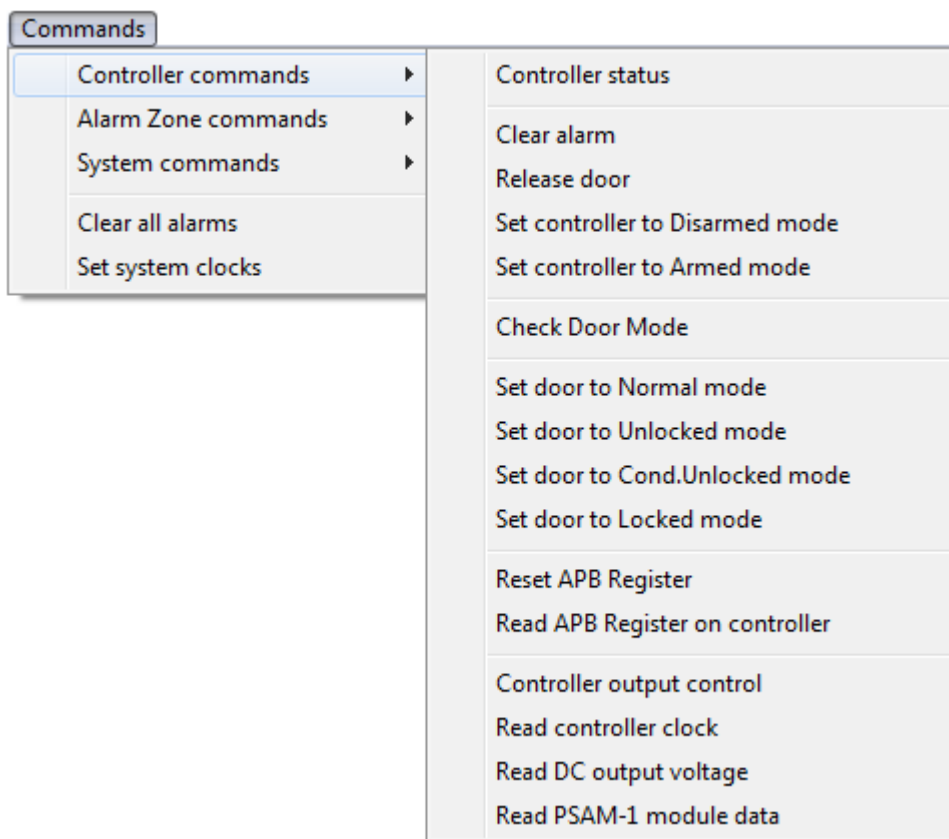 Commands
Controller commands
Alarm Zone commands
System commands
Clear all alarms
Set system clocks
Controller status
Clear alarm
Release door
Set controller to Disarmed mode
Set controller to Armed mode
Check Door Mode
Set door to Normal mode
Set door to Unlocked mode
Set door to Cond.Unlocked mode
Set door to Locked mode
Reset APB Register
Read APB Register on controller
Controller output control
Read controller clock
Read DC output voltage
Read PSAM-1 module data